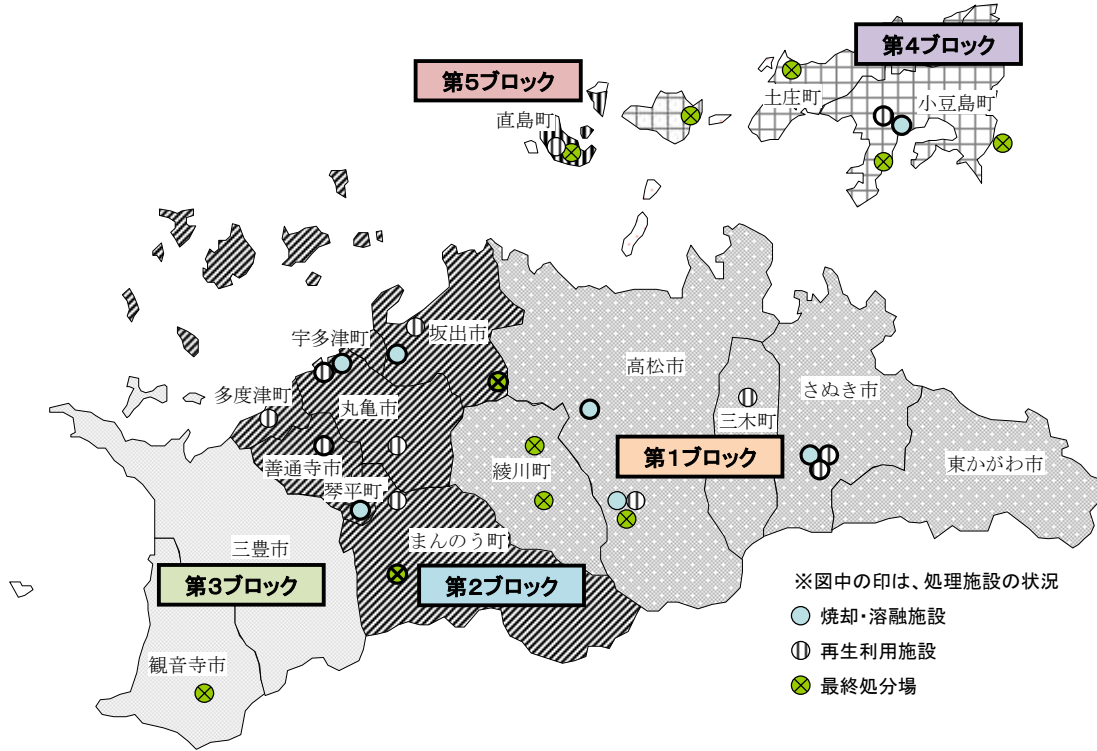 第4ブロック
第5ブロック
土庄町
小豆島町
直島町
宇多津町
坂出市
高松市
多度津町
丸亀市
三木町
さぬき市
善通寺市
綾川町
第1ブロック
東かがわ市
琴平町
まんのう町
三豊市
第3ブロック
第2ブロック
観音寺市
※図中の印は、処理施設の状況
焼却・溶融施設
再生利用施設
最終処分場